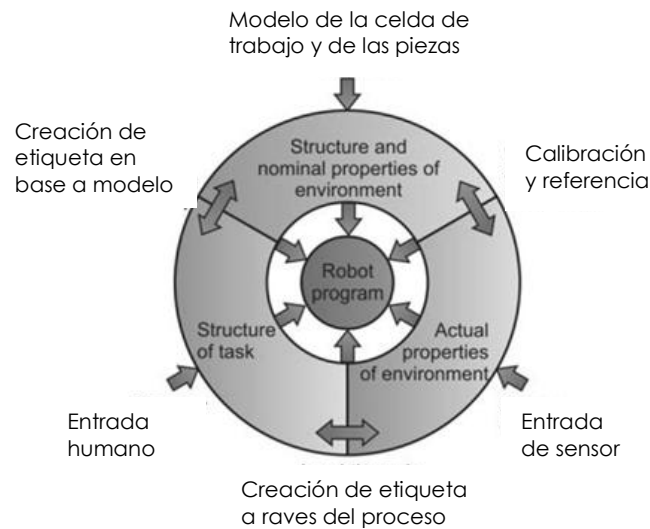 Modelo de la celda de
trabajo y de las piezas
Creación de
etiqueta en
base a modelo
Structure and
nominal properties of
environment
Calibración
y referencia
Robot
program
Structure
of task
Actual
properties
of environment
Entrada
humano
Entrada
de sensor
Creación de etiqueta
a raves del proceso